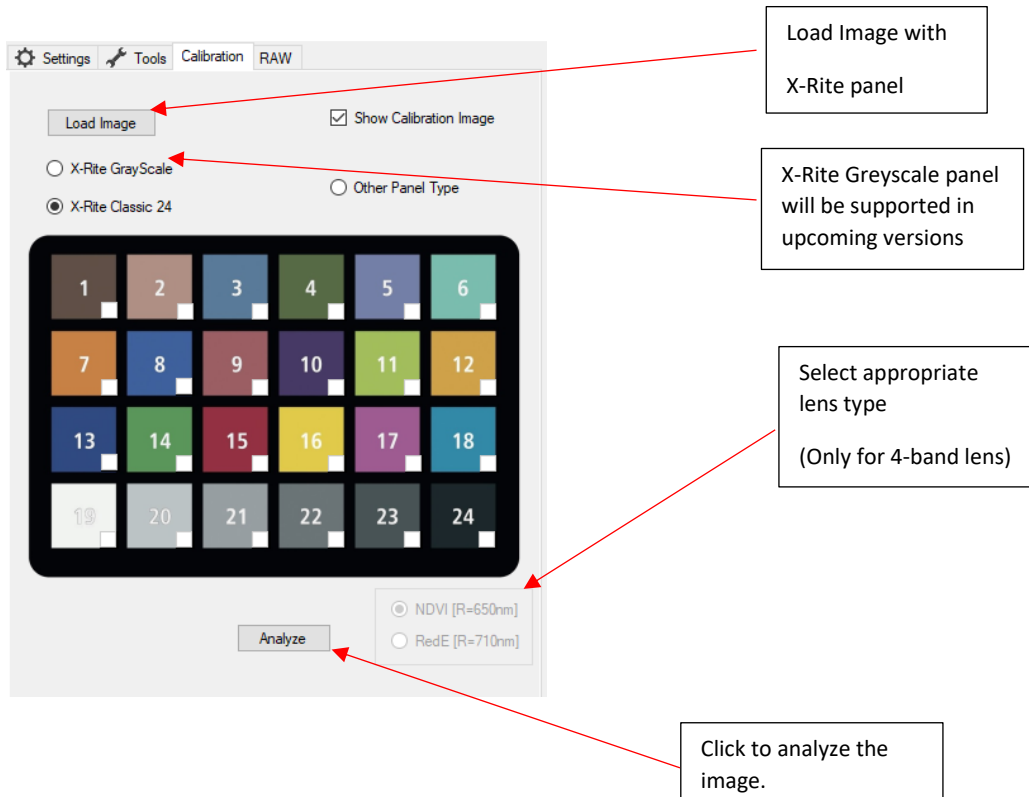 Settings Tools Calibration RAW
Load Image
Show Calibration Image
X-Rite GrayScale
Other Panel Type
X-Rite Classic 24
1 2 3 4 5 6
7 8 9 10 11 12
13 14 15 16 17 18
19 20 21 22 23 24
NDVI [R=650nm]
RedE [R=710nm]
Analyze
Load Image with
X-Rite panel
X-Rite Greyscale panel
will be supported in
upcoming versions
Select appropriate
lens type
(Only for 4-band lens)
Click to analyze the
image.